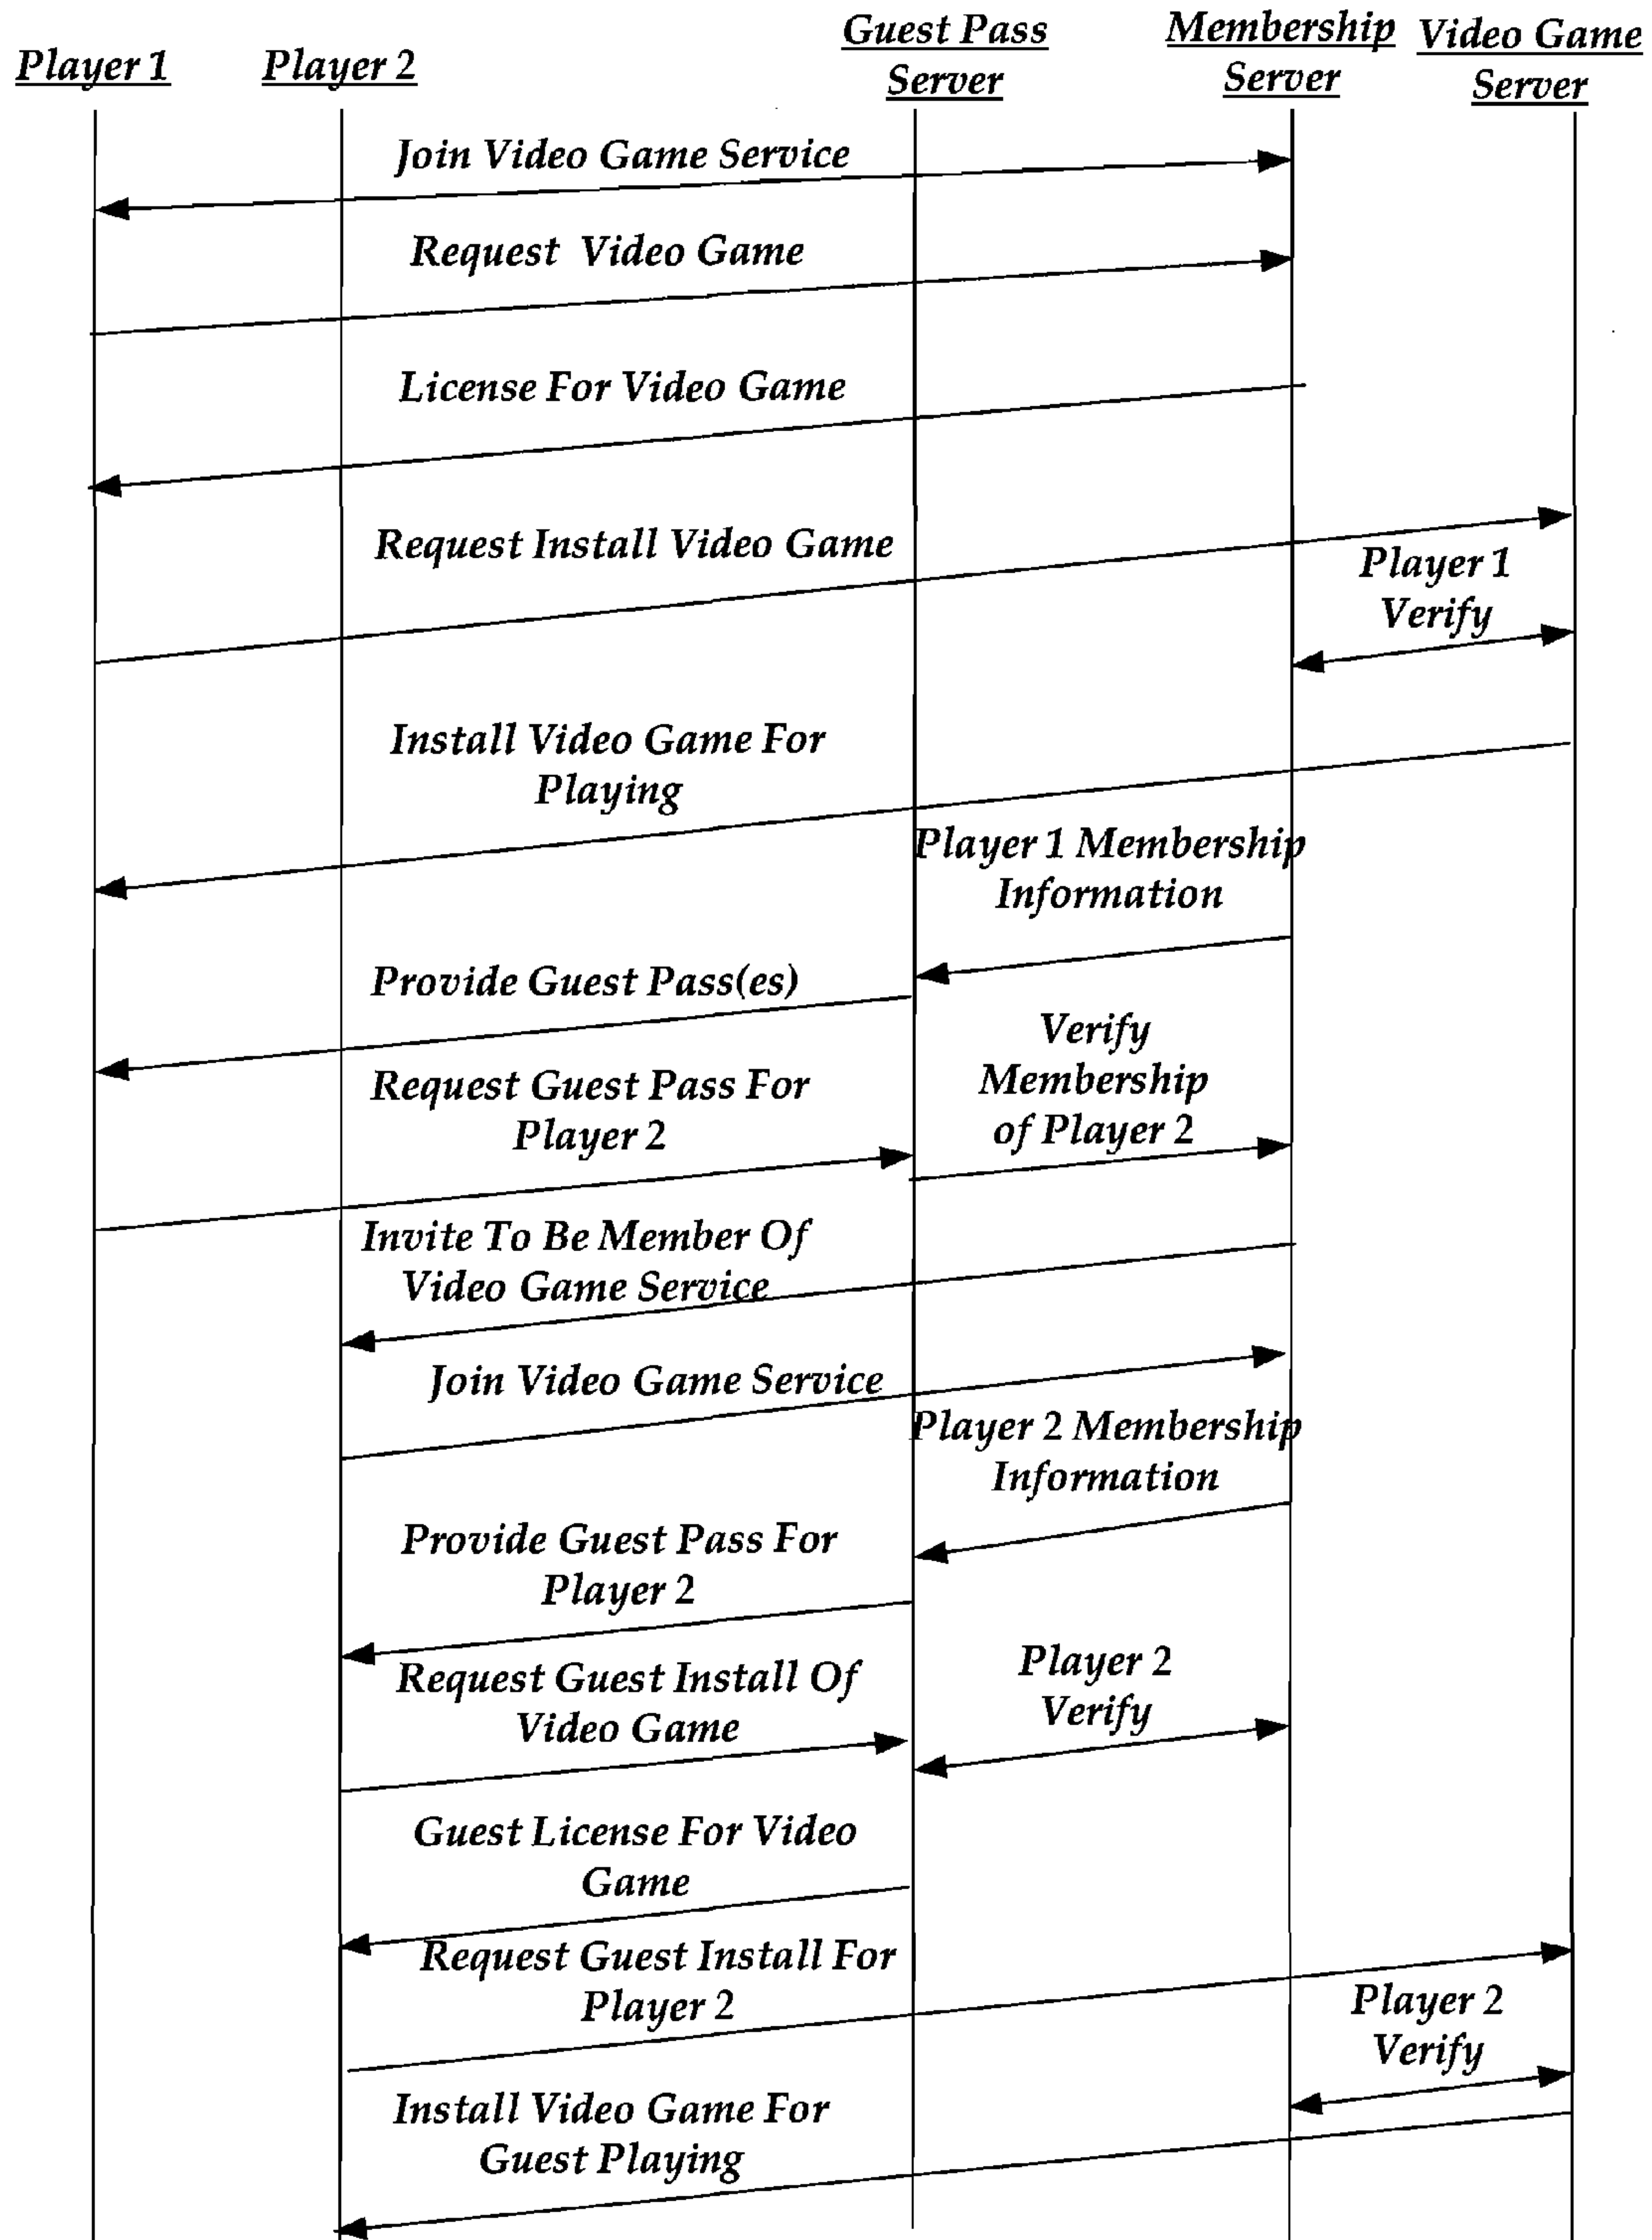 Player 1
Player 2
Guest Pass
Server
Membership
Server
Video Game
Server
Join Video Game Service
Request Video Game
License For Video Game
Request Install Video Game
Player 1
Verify
Install Video Game For
Playing
Player 1 Membership
Information
Provide Guest Pass(es)
Verify
Membership
of Player 2
Request Guest Pass For
Player 2
Invite To Be Member Of
Video Game Service
Join Video Game Service
Player 2 Membership
Information
Provide Guest Pass For
Player 2
Request Guest Install Of
Video Game
Player 2
Verify
Guest License For Video
Game
Request Guest Install For
Player 2
Player 2
Verify
Install Video Game For
Guest Playing